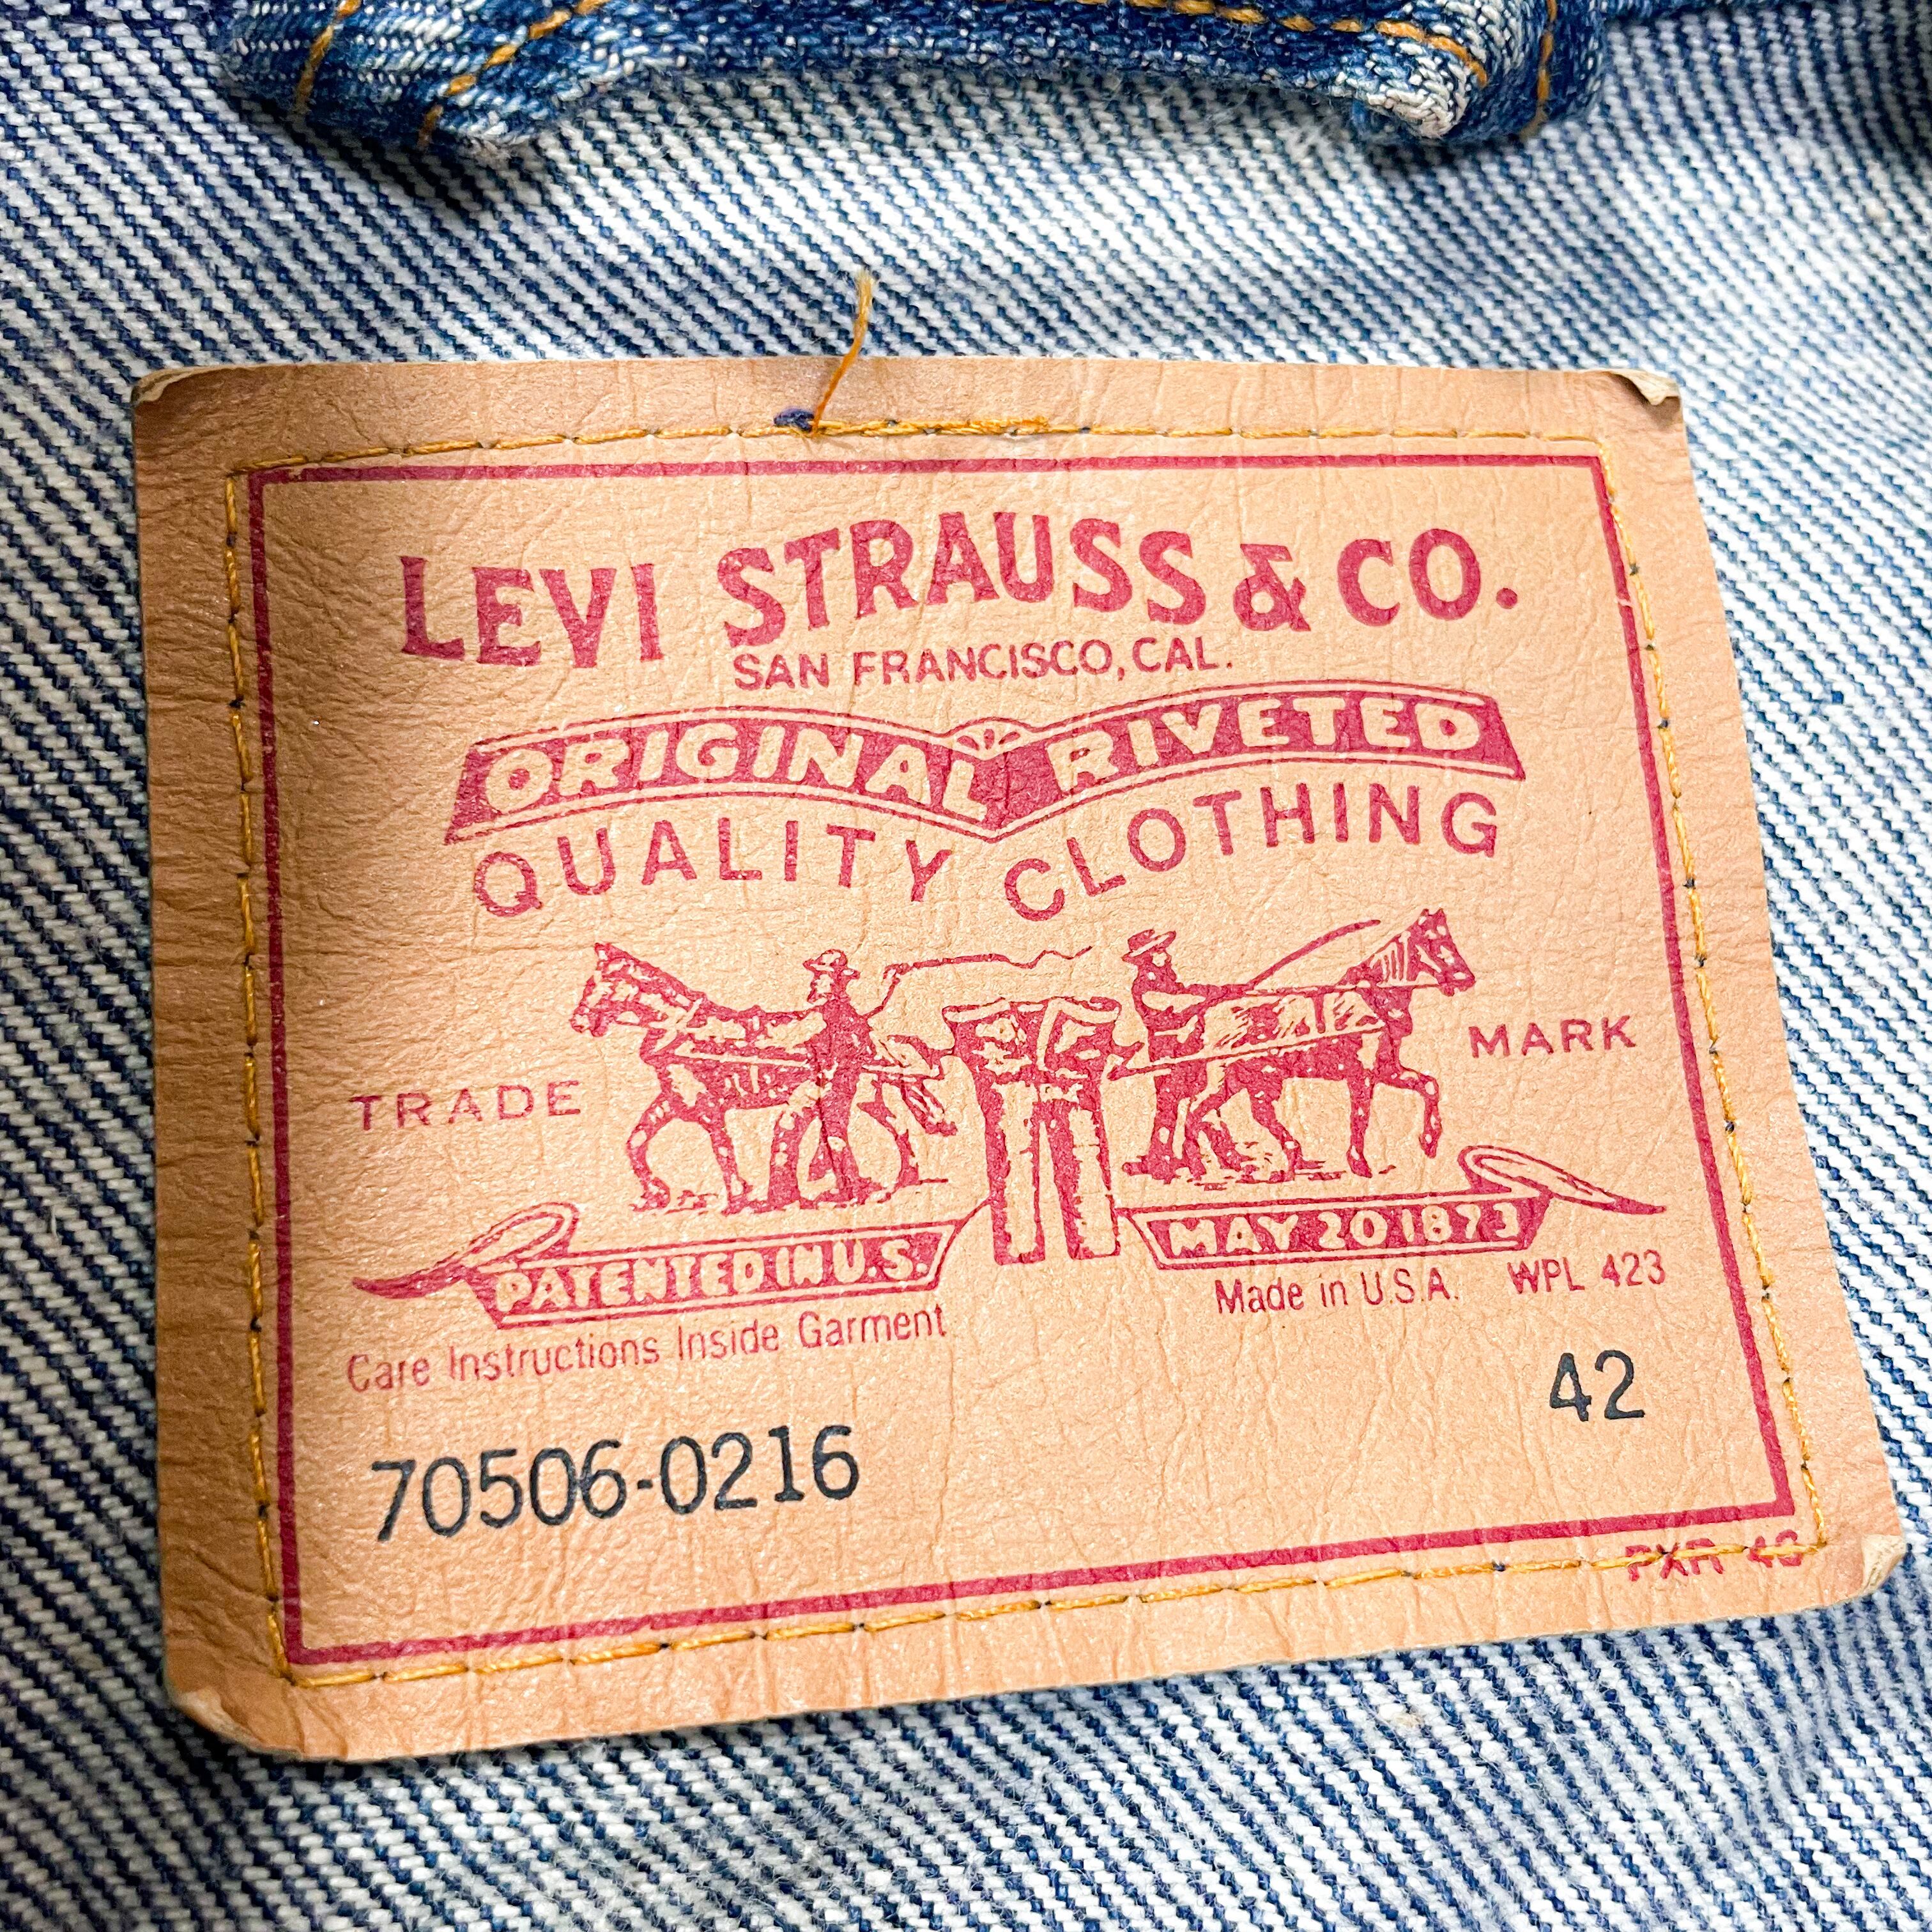 LEVI STRAUSS & CO.
SAN FRANCISCO, CAL.
ORIGINAL RIVETED
QUALITY CLOTHING
TRADE MARK
PATENTED IN U.S. MAY 20 1873
Care Instructions Inside Garment Made in U.S.A. WPL 423
42
70506-0216
PXR